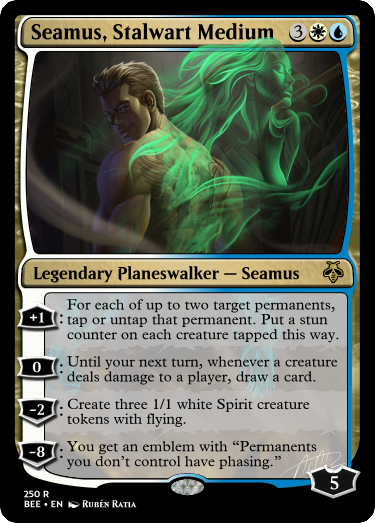 Seamus, Stalwart Medium 3
Legendary Planeswalker — Seamus
+1: For each of up to two target permanents,
tap or untap that permanent. Put a stun
counter on each creature tapped this way.
0: Until your next turn, whenever a creature
deals damage to a player, draw a card.
-2: Create three 1/1 white Spirit creature
tokens with flying.
-8: You get an emblem with “Permanents
you don’t control have phasing.”
5
250 R
BEE • EN Rubén Ratia